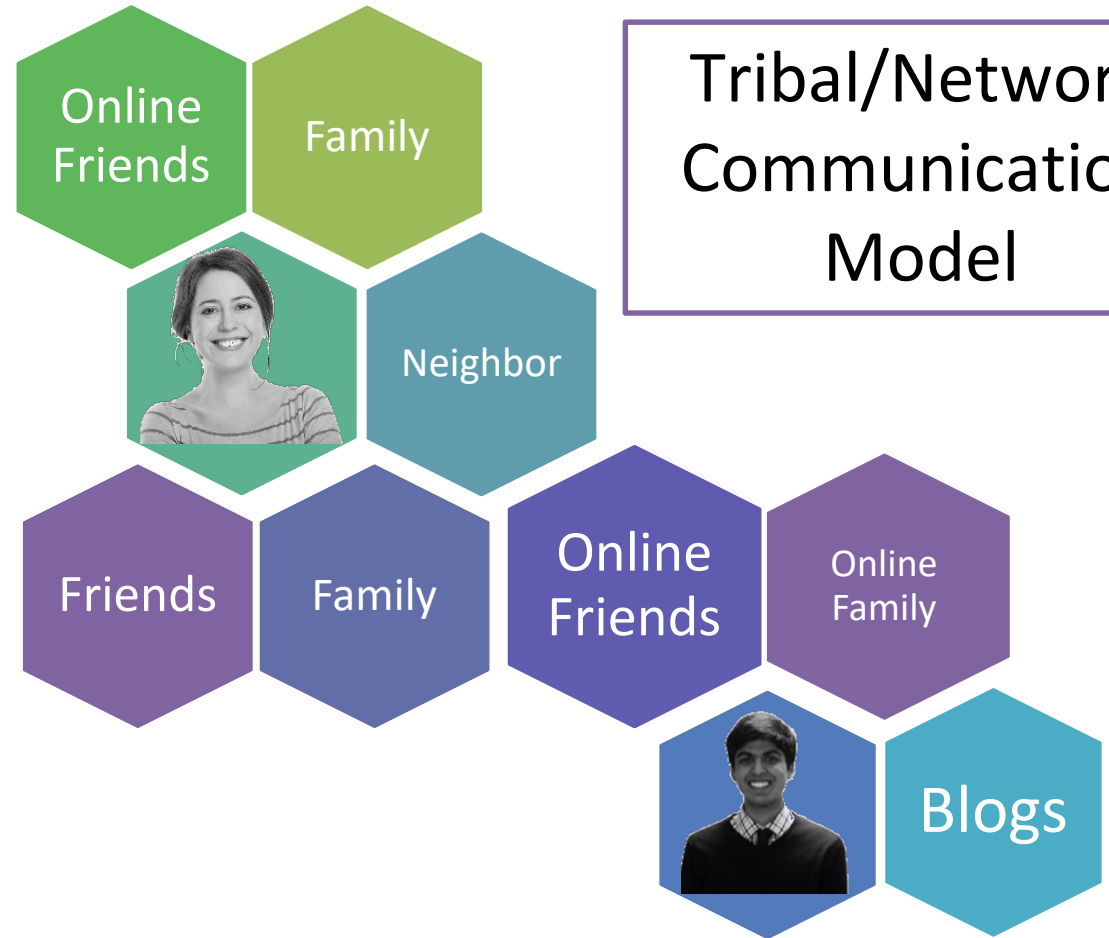 Online
Friends
Family
Tribal/Networ
Communicatio
Model
Neighbor
Friends
Family
Online
Friends
Online
Family
Blogs